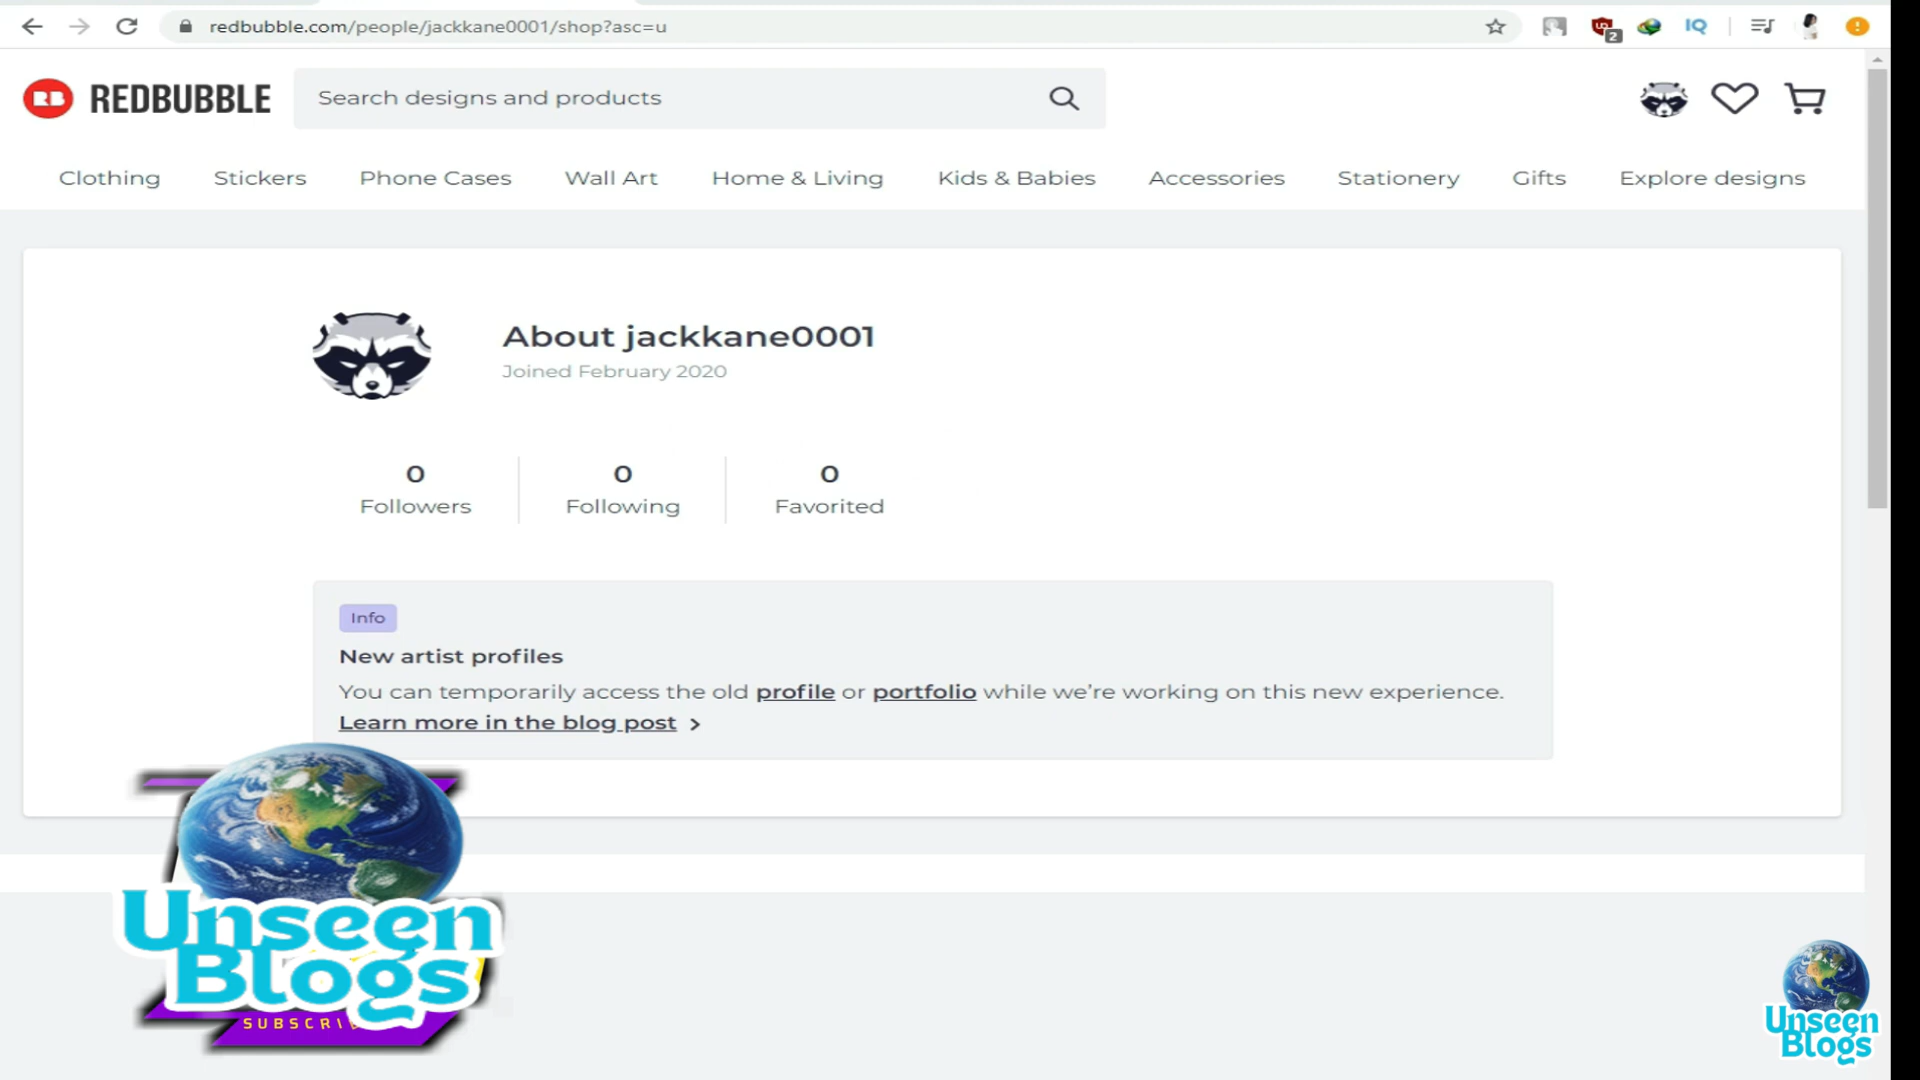 redbubble.com/people/jackkane0001/shop?asc=u
2
IQ
RB REDBUBBLE
Search designs and products
Clothing Stickers Phone Cases Wall Art Home & Living Kids & Babies Accessories Stationery Gifts Explore designs
About jackkane0001
Joined February 2020
0 0 0
Followers Following Favorited
Info
New artist profiles
You can temporarily access the old profile or portfolio while we’re working on this new experience.
Learn more in the blog post >
Unseen
Blogs
Unseen
Blogs